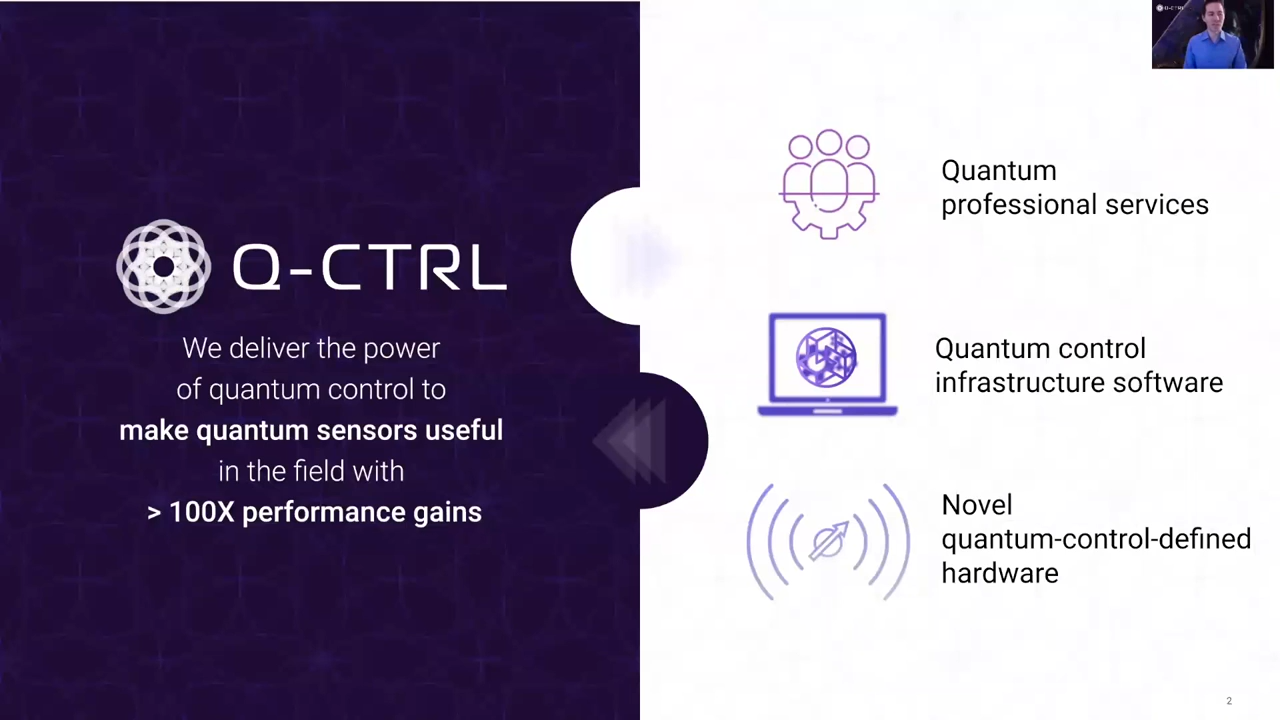 Q-CTRL
We deliver the power
of quantum control to
make quantum sensors useful
in the field with
> 100X performance gains
Q-CTRL
Quantum
professional services
Quantum control
infrastructure software
Novel
quantum-control-defined
hardware
2